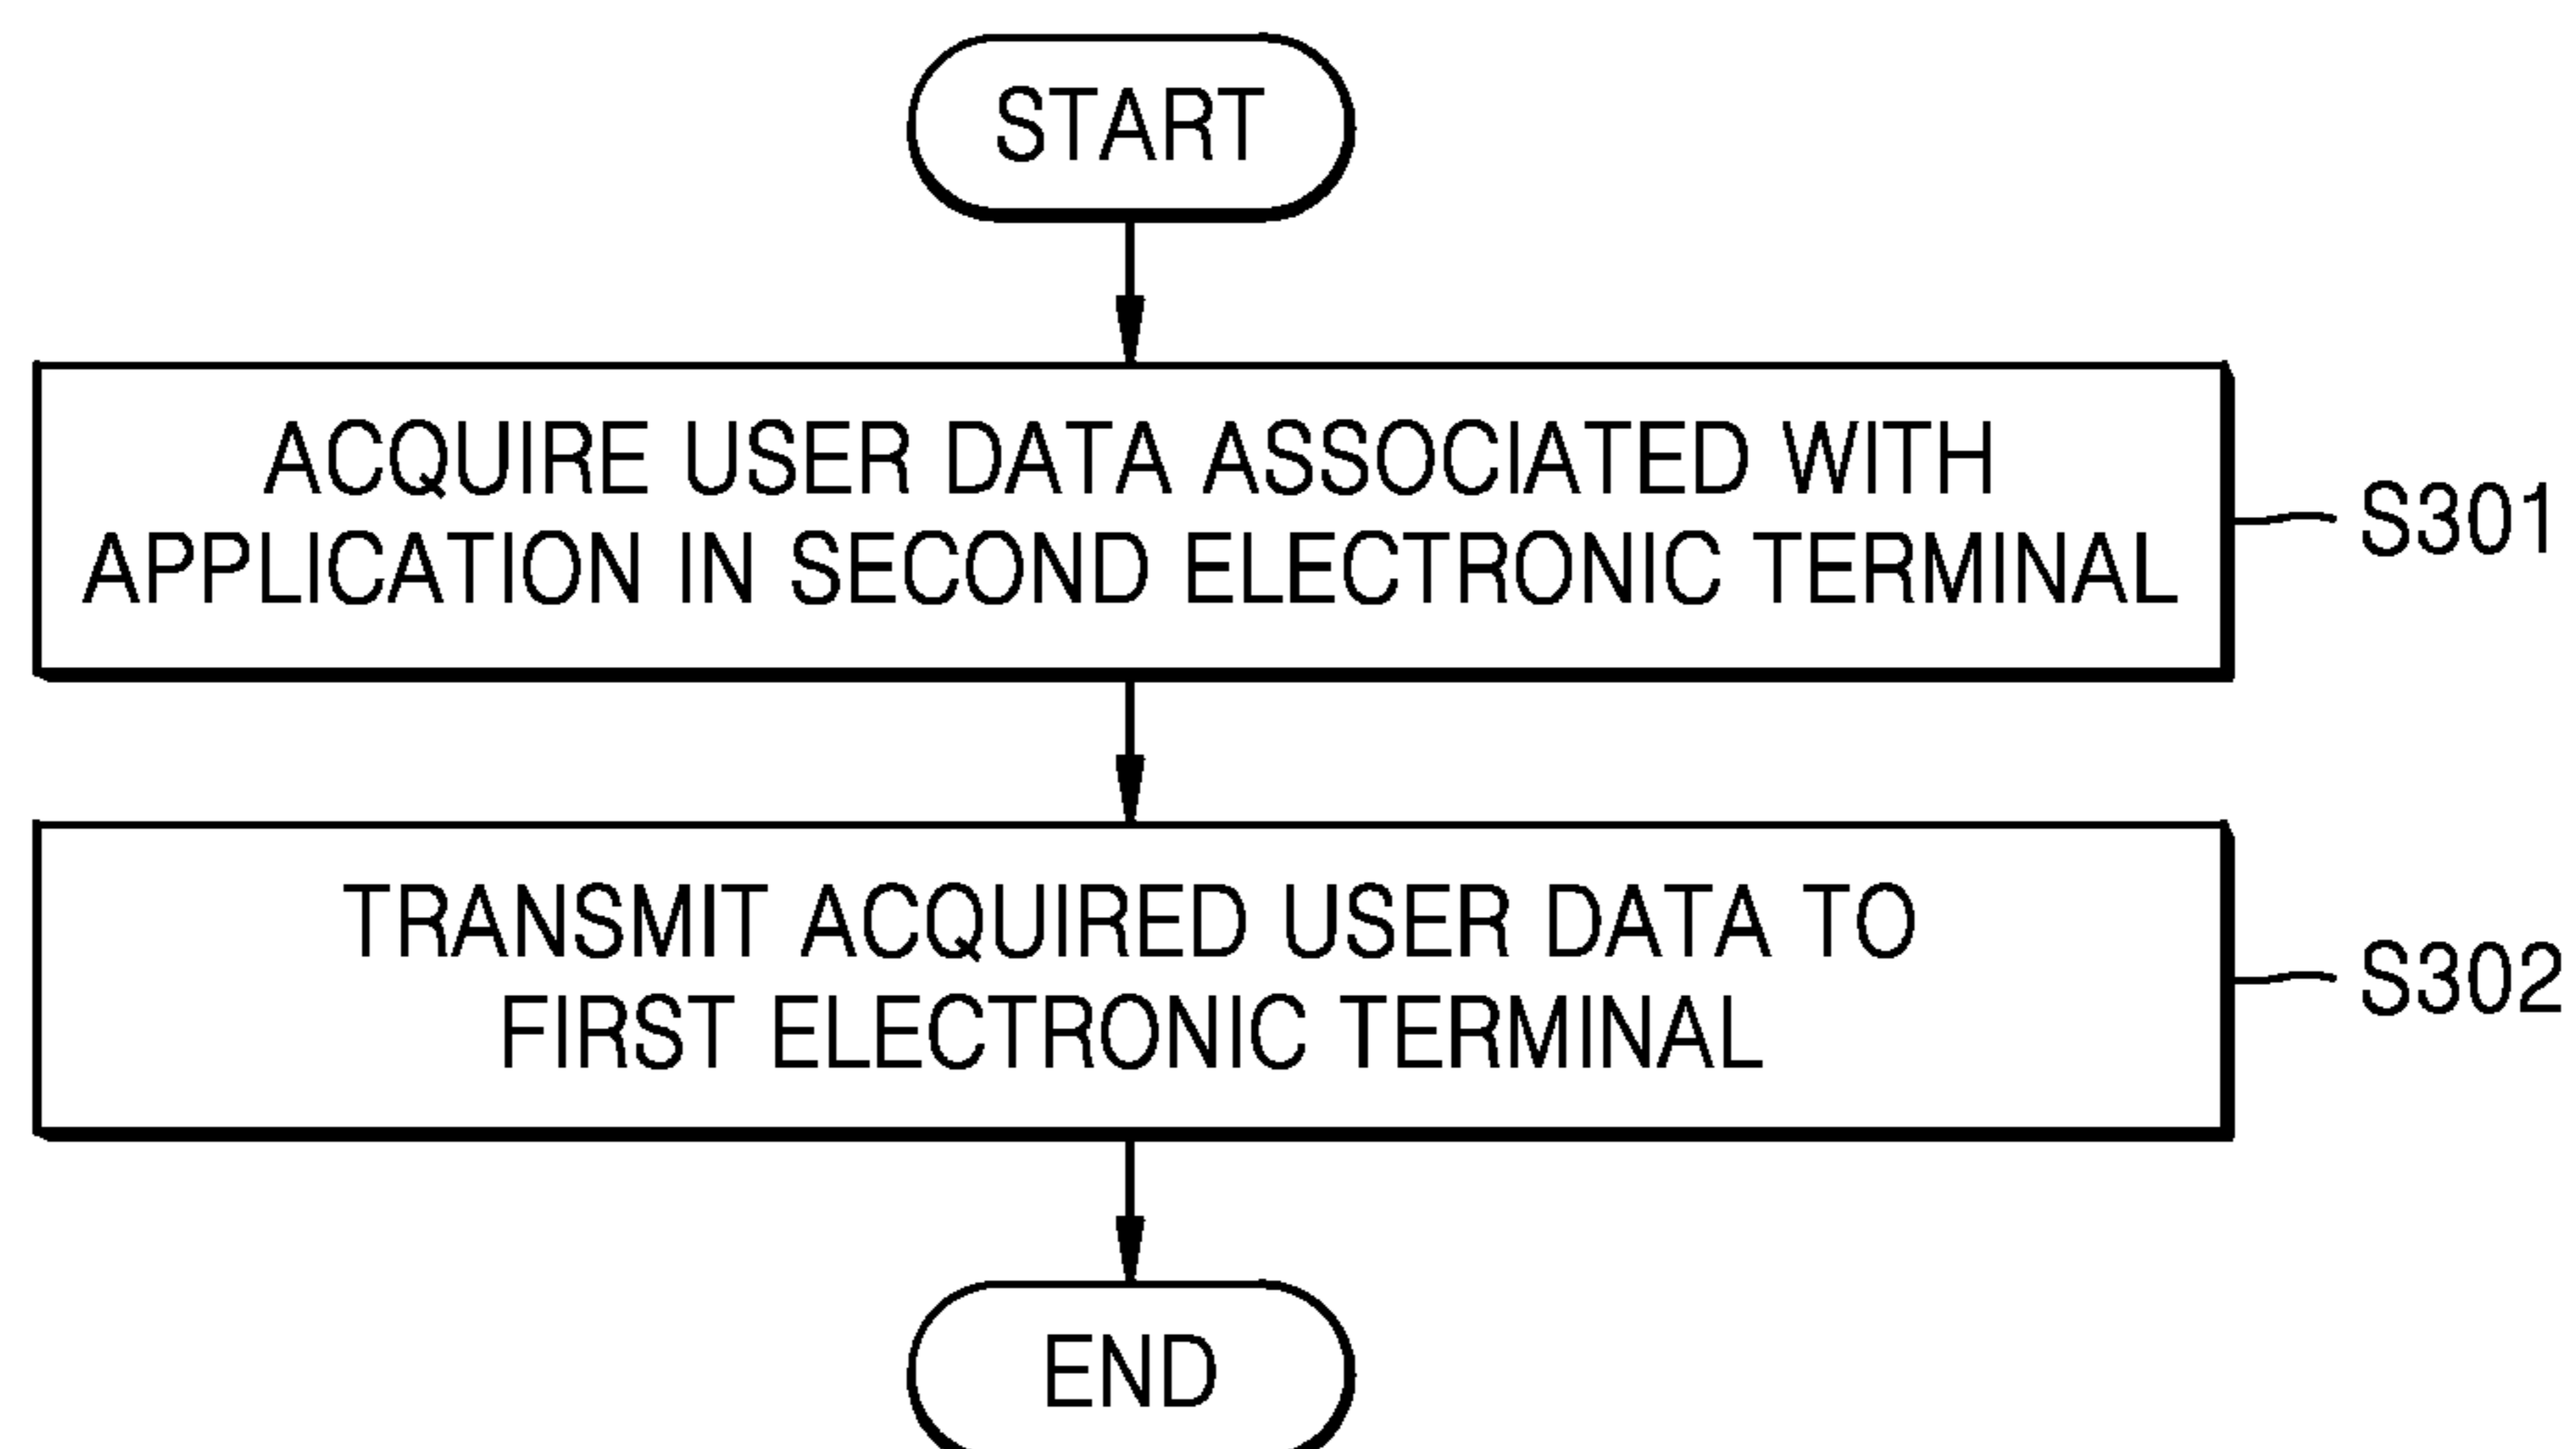 START
ACQUIRE USER DATA ASSOCIATED WITH
APPLICATION IN SECOND ELECTRONIC TERMINAL
S301
TRANSMIT ACQUIRED USER DATA TO
FIRST ELECTRONIC TERMINAL
S302
END